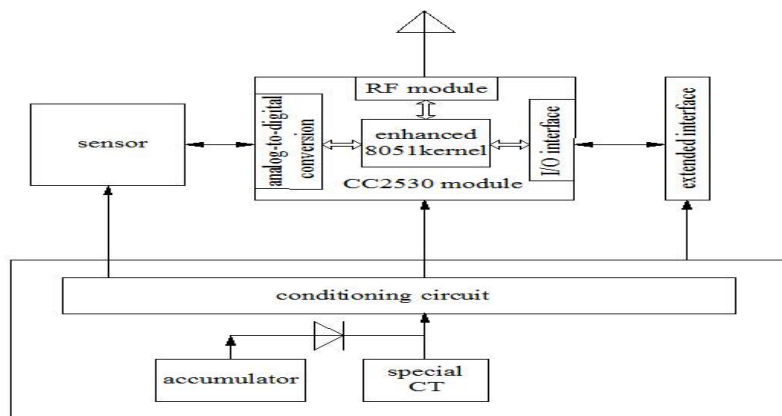 RF module
sensor
analog-to-digital
conversion
enhanced
8051kernel
I/O interface
extended interface
CC2530 module
conditioning circuit
accumulator
special
CT